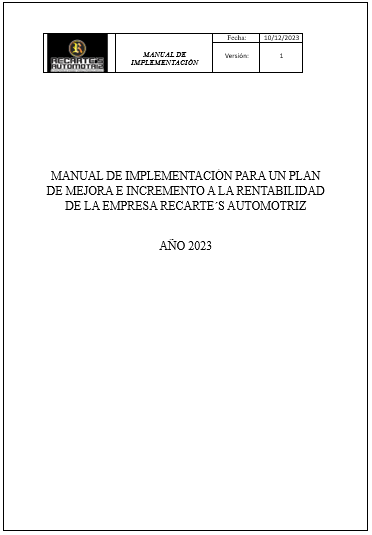 R
RECARTE'S
AUTOMOTRIZ
MANUAL DE
IMPLEMENTACIÓN
Fecha: 10/12/2023
Versión: 1
MANUAL DE IMPLEMENTACIÓN PARA UN PLAN
DE MEJORA E INCREMENTO A LA RENTABILIDAD
DE LA EMPRESA RECARTE´S AUTOMOTRIZ
AÑO 2023